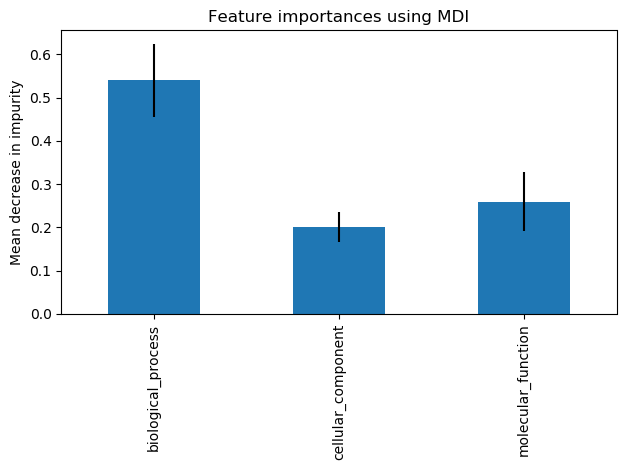 Feature importances using MDI
Mean decrease in impurity
0.6
0.5
0.4
0.3
0.2
0.1
0.0
biological_process
cellular_component
molecular_function